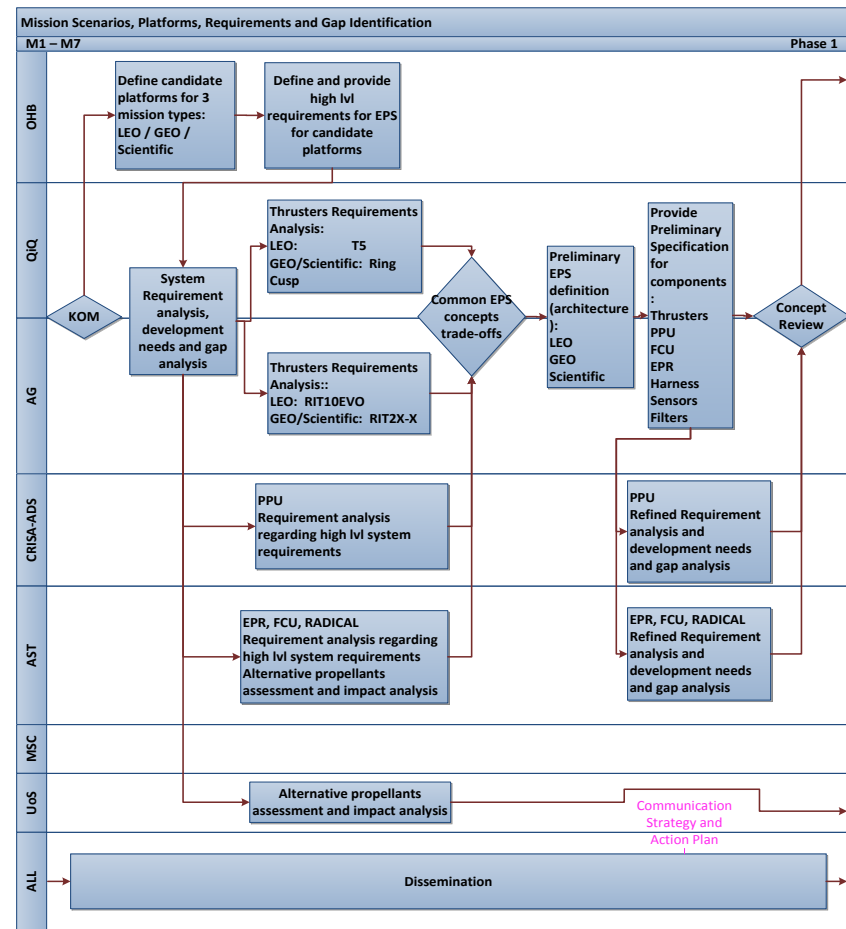 Mission Scenarios, Platforms, Requirements and Gap Identification
M1 – M7
Phase 1
OHB
Define candidate
platforms for 3
mission types:
LEO / GEO /
Scientific
Define and provide
high lvl
requirements for EPS
for candidate
platforms
QiQ
Thrusters Requirements
Analysis:
LEO: T5
GEO/Scientific: Ring
Cusp
Provide
Preliminary
Specification
for
components
:
Thrusters
PPU
FCU
EPR
Harness
Sensors
Filters
Preliminary
EPS
definition
(architecture
):
LEO
GEO
Scientific
System
Requirement
analysis,
development
needs and gap
analysis
KOM
Common EPS
concepts
trade-offs
Concept
Review
AG
Thrusters Requirements
Analysis::
LEO: RIT10EVO
GEO/Scientific: RIT2X-X
CRISA-ADS
PPU
Requirement analysis
regarding high lvl system
requirements
PPU
Refined Requirement
analysis and
development needs
and gap analysis
AST
EPR, FCU, RADICAL
Requirement analysis regarding
high lvl system requirements
Alternative propellants
assessment and impact analysis
EPR, FCU, RADICAL
Refined Requirement
analysis and
development needs
and gap analysis
MSC
UoS
Alternative propellants
assessment and impact analysis
Communication
Strategy and
Action Plan
ALL
Dissemination